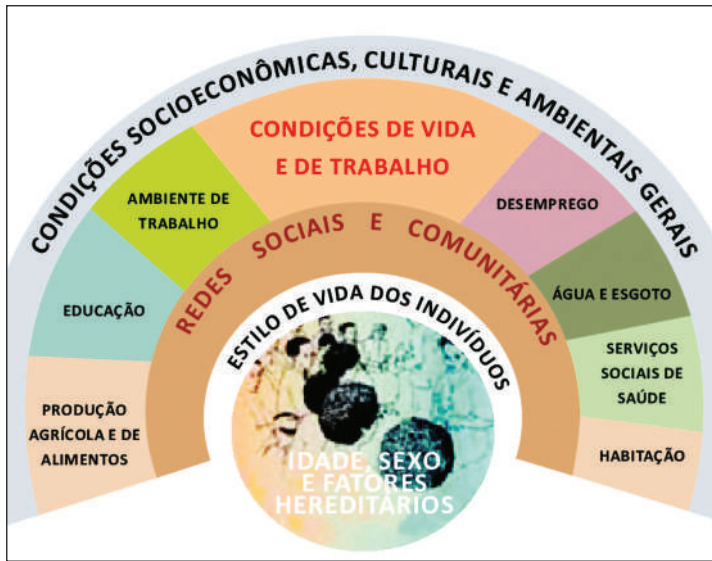 CONDIÇÕES SOCIOECONÔMICAS, CULTURAIS E AMBIENTAIS GERAIS
CONDIÇÕES DE VIDA
E DE TRABALHO
AMBIENTE DE
TRABALHO
DESEMPREGO
REDES SOCIAIS E COMUNITÁRIAS
EDUCAÇÃO
ÁGUA E ESGOTO
ESTILO DE VIDA DOS INDIVÍDUOS
SERVIÇOS
SOCIAIS DE
SAÚDE
PRODUÇÃO
AGRÍCOLA E DE
ALIMENTOS
HABITAÇÃO
IDADE, SEXO
E FATORES
HEREDITÁRIOS